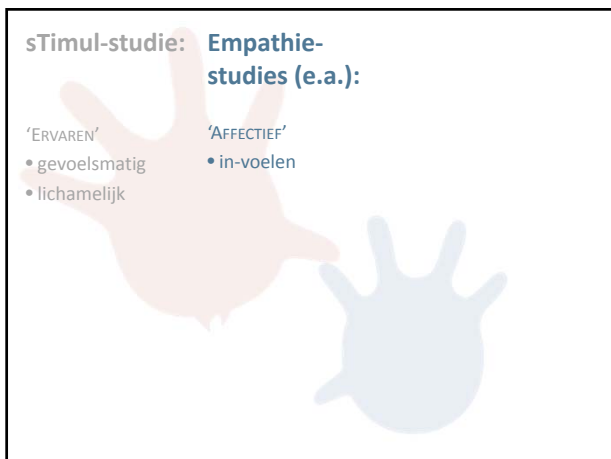 sTimul-studie:
‘ERVAREN’
• gevoelsmatig
• lichamelijk
Empathie-
studies (e.a.):
‘AFFECTIEF’
• in-voelen